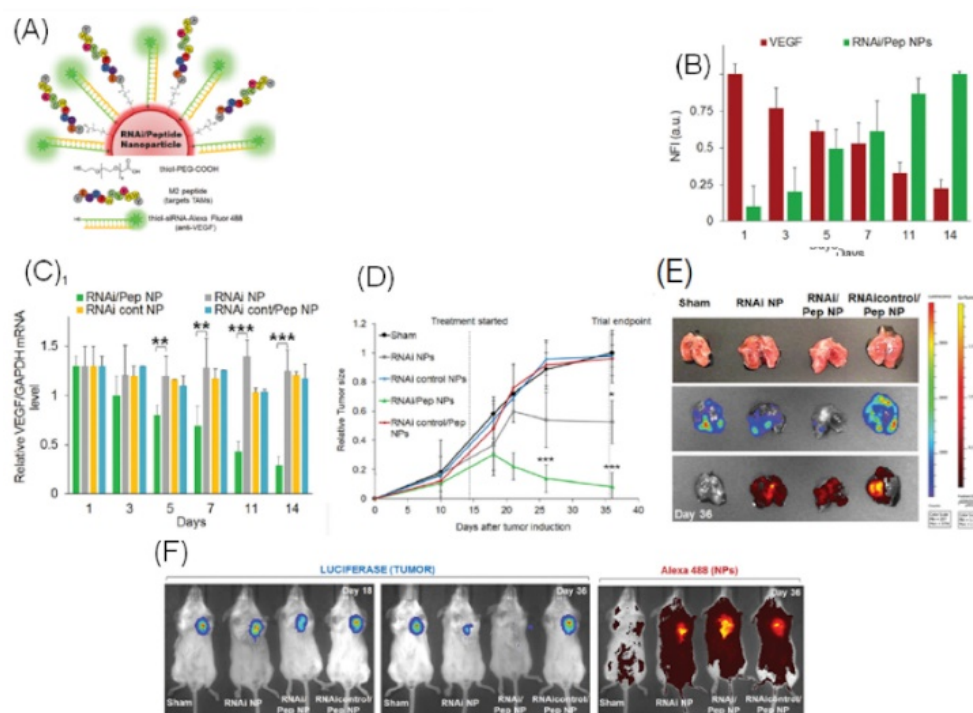 (A)
RNAi/Peptide
Nanoparticle
thiol-PEG-COOH
M2 peptide
(targets TAMs)
thiol-siRNA-Alexa Fluor 488
(anti-VEGF)
(B)
VEGF
RNAi/Pep NPs
NFI (a.u.)
1
0.75
0.5
0.25
0
1 3 5 7 11 14
Days
(C)
RNAi/Pep NP
RNAi NP
RNAi cont NP
RNAi cont/Pep NP
Relative VEGF/GAPDH mRNA
level
1.5
1
0.5
0
** ** *** ***
1 3 5 7 11 14
Days
(D)
Treatment started
Trial endpoint
Sham
RNAi NPs
RNAi control NPs
RNAi/Pep NPs
RNAi control/Pep NPs
Relative Tumor size
1.2
1
0.8
0.6
0.4
0.2
0
*
***
***
0 10 20 30 40
Days after tumor induction
(E)
Sham
RNAi NP
RNAi/
Pep NP
RNAicontrol/
Pep NP
Day 36
(F)
LUCIFERASE (TUMOR)
Alexa 488 (NPs)
Day 18
Day 36
Day 36
Sham
RNAi NP
RNAi/
Pep NP
RNAicontrol/
Pep NP
Sham
RNAi NP
RNAi/
Pep NP
RNAicontrol/
Pep NP
Sham
RNAi NP
RNAi/
Pep NP
RNAicontrol/
Pep NP